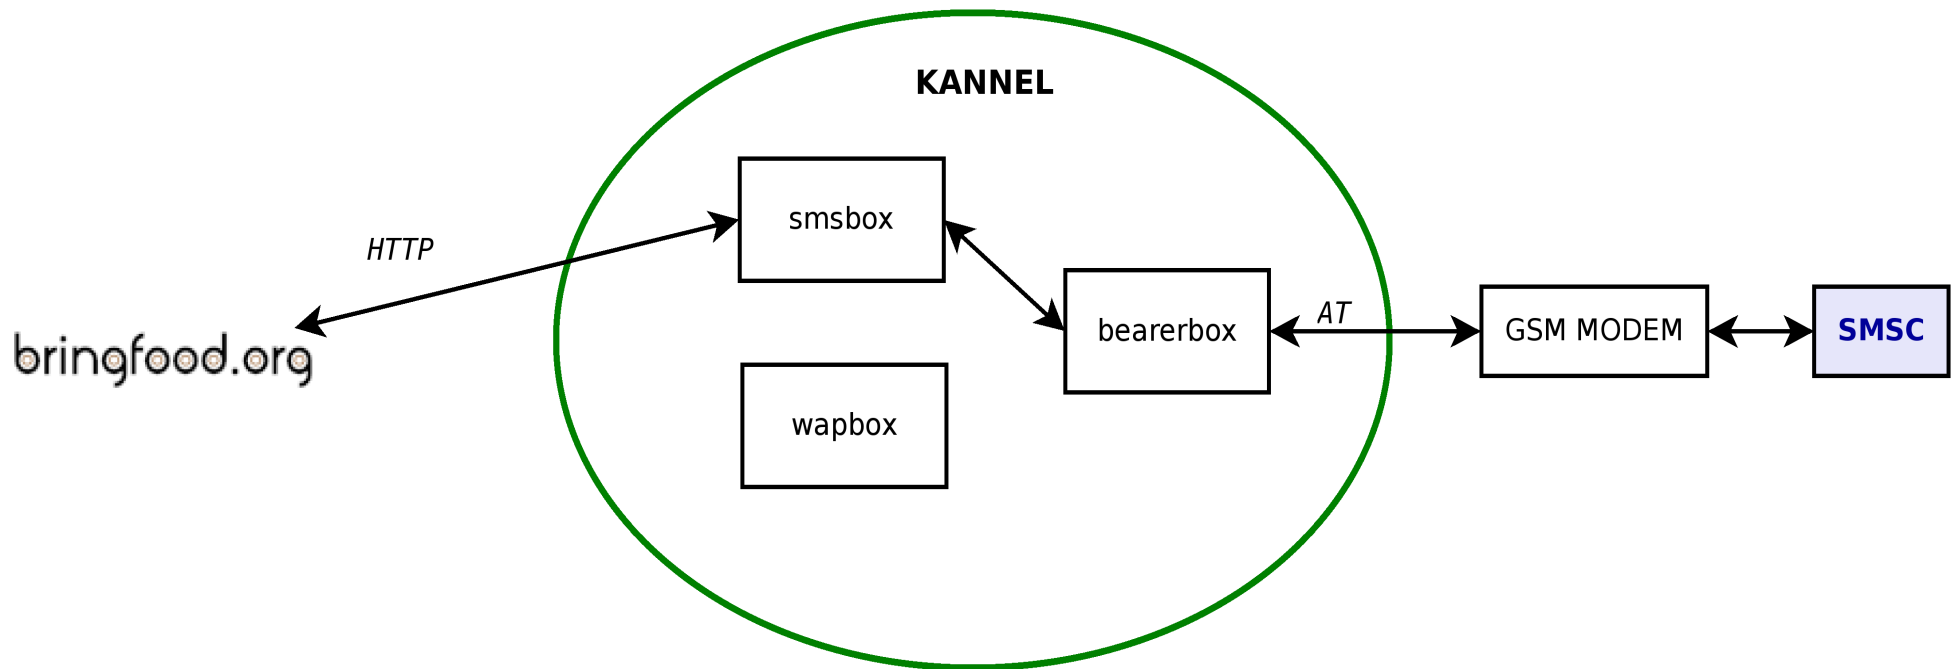 KANNEL
smsbox
HTTP
bringfood.org
bearerbox
AT
GSM MODEM
SMSC
wapbox